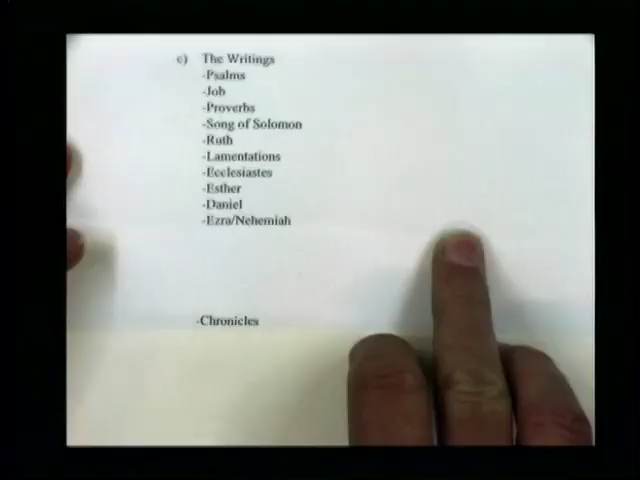 c) The Writings
-Psalms
-Job
-Proverbs
-Song of Solomon
-Ruth
-Lamentations
-Ecclesiastes
-Esther
-Daniel
-Ezra/Nehemiah
-Chronicles